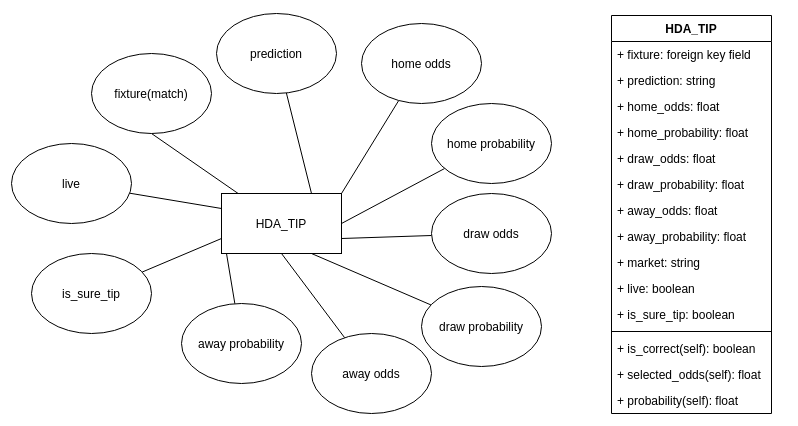 prediction
home odds
fixture(match)
home probability
live
HDA_TIP
draw odds
is_sure_tip
draw probability
away probability
away odds
HDA_TIP
+ fixture: foreign key field
+ prediction: string
+ home_odds: float
+ home_probability: float
+ draw_odds: float
+ draw_probability: float
+ away_odds: float
+ away_probability: float
+ market: string
+ live: boolean
+ is_sure_tip: boolean
+ is_correct(self): boolean
+ selected_odds(self): float
+ probability(self): float